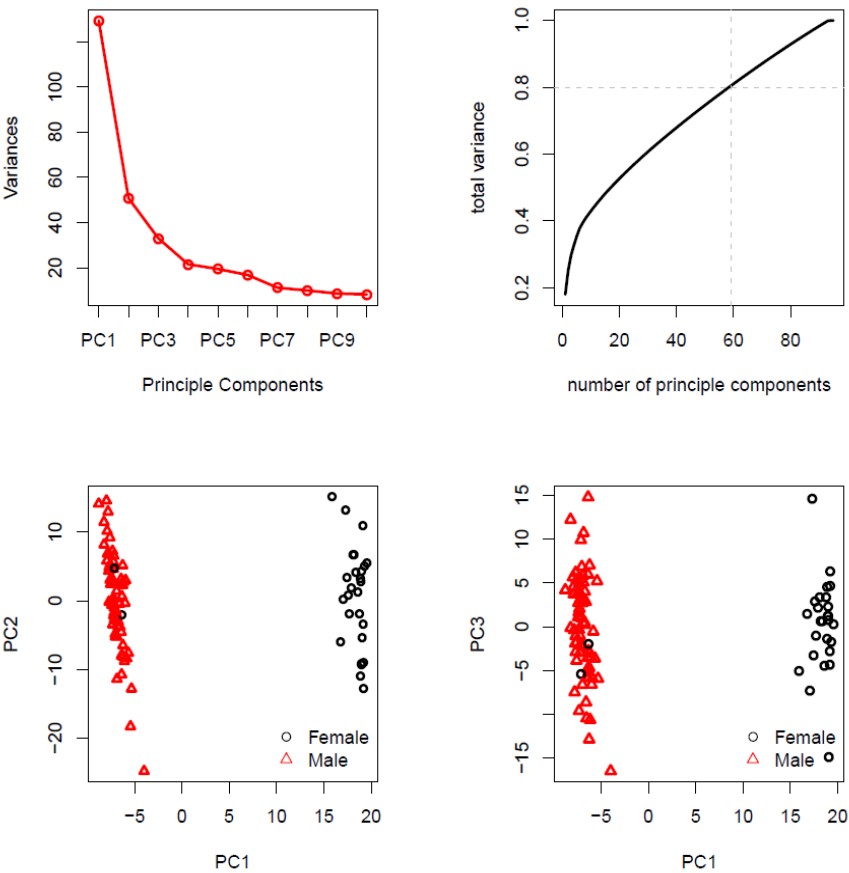 Variances
20 40 60 80 100
PC1 PC3 PC5 PC7 PC9
Principle Components
total variance
0.2 0.4 0.6 0.8 1.0
0 20 40 60 80
number of principle components
PC2
−20 −10 0 10
Female
Male
−5 0 5 10 15 20
PC1
PC3
−15 −5 0 5 10 15
Female
Male
−5 0 5 10 15 20
PC1